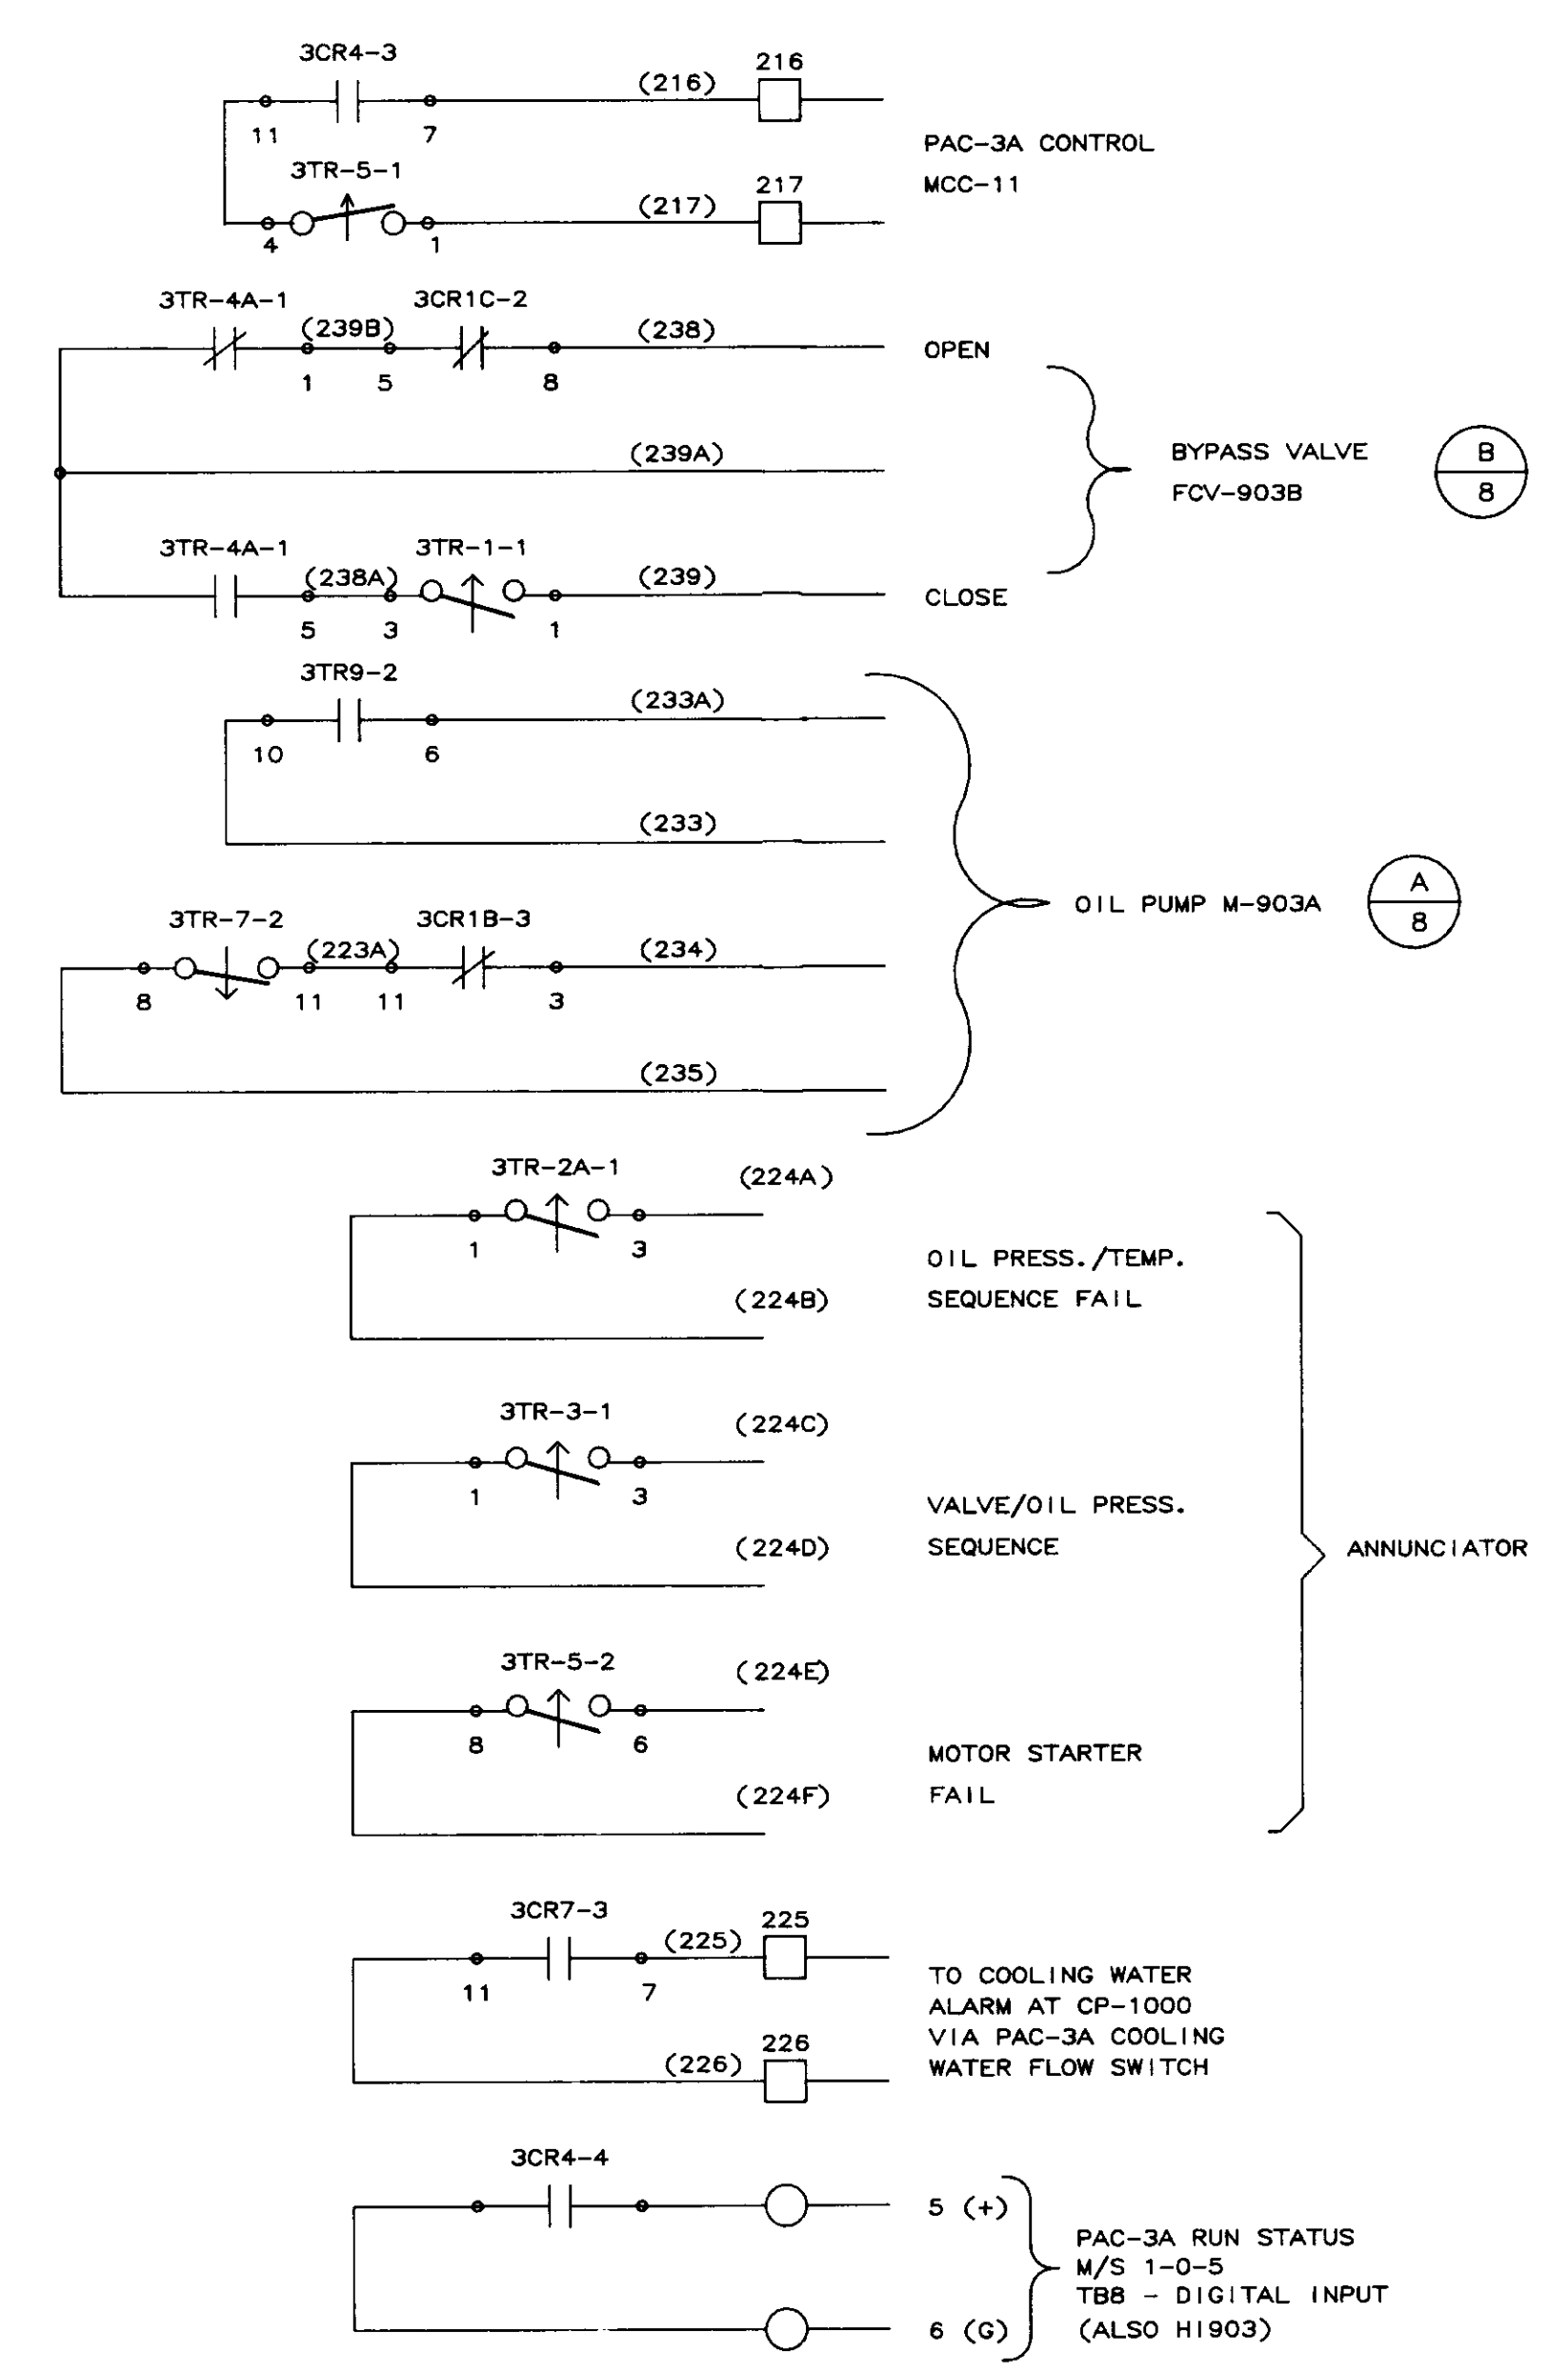 3CR4-3
216
(216)
11
7
PAC-3A CONTROL
MCC-11
3TR-5-1
217
(217)
4
1
3TR-4A-1
3CR1C-2
(239B)
(238)
OPEN
1
5
8
(239A)
BYPASS VALVE
FCV-903B
B
8
3TR-4A-1
3TR-1-1
(238A)
(239)
CLOSE
5
3
1
3TR9-2
(233A)
10
6
(233)
OIL PUMP M-903A
A
8
3TR-7-2
3CR1B-3
(223A)
(234)
8
11
11
3
(235)
3TR-2A-1
(224A)
1
3
OIL PRESS./TEMP.
SEQUENCE FAIL
(224B)
3TR-3-1
(224C)
1
3
VALVE/OIL PRESS.
SEQUENCE
(224D)
ANNUNCIATOR
3TR-5-2
(224E)
8
6
MOTOR STARTER
FAIL
(224F)
3CR7-3
225
(225)
11
7
TO COOLING WATER
ALARM AT CP-1000
VIA PAC-3A COOLING
WATER FLOW SWITCH
226
(226)
3CR4-4
5 (+)
PAC-3A RUN STATUS
M/S 1-0-5
TB8 - DIGITAL INPUT
(ALSO HI903)
6 (G)